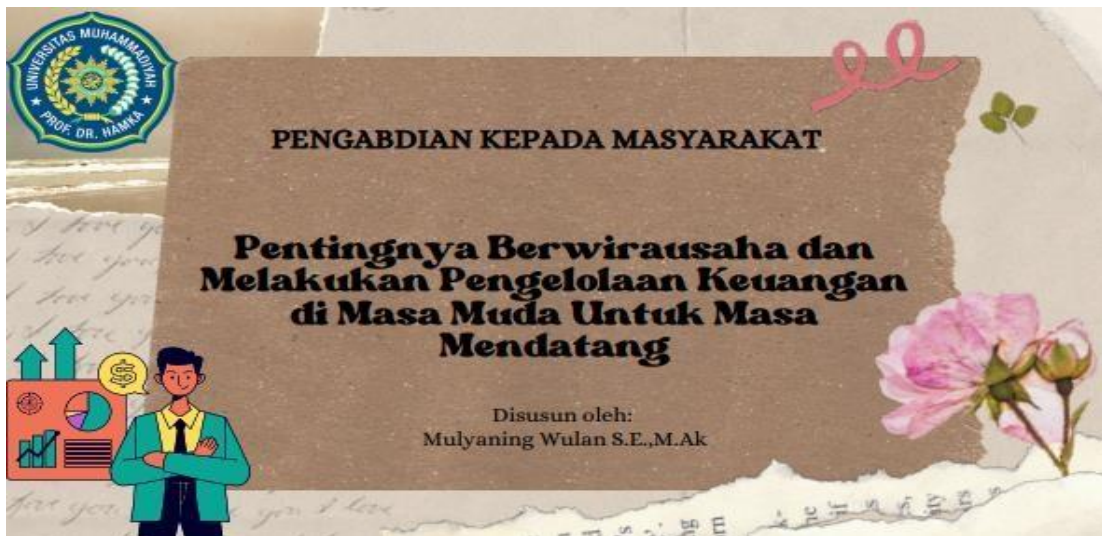 UNIVERSITAS MUHAMMADIYAH
PROF. DR. HAMKA
PENGABDIAN KEPADA MASYARAKAT
Pentingnya Berwirausaha dan
Melakukan Pengelolaan Keuangan
di Masa Muda Untuk Masa
Mendatang
$
Disusun oleh:
Mulyaning Wulan S.E.,M.Ak